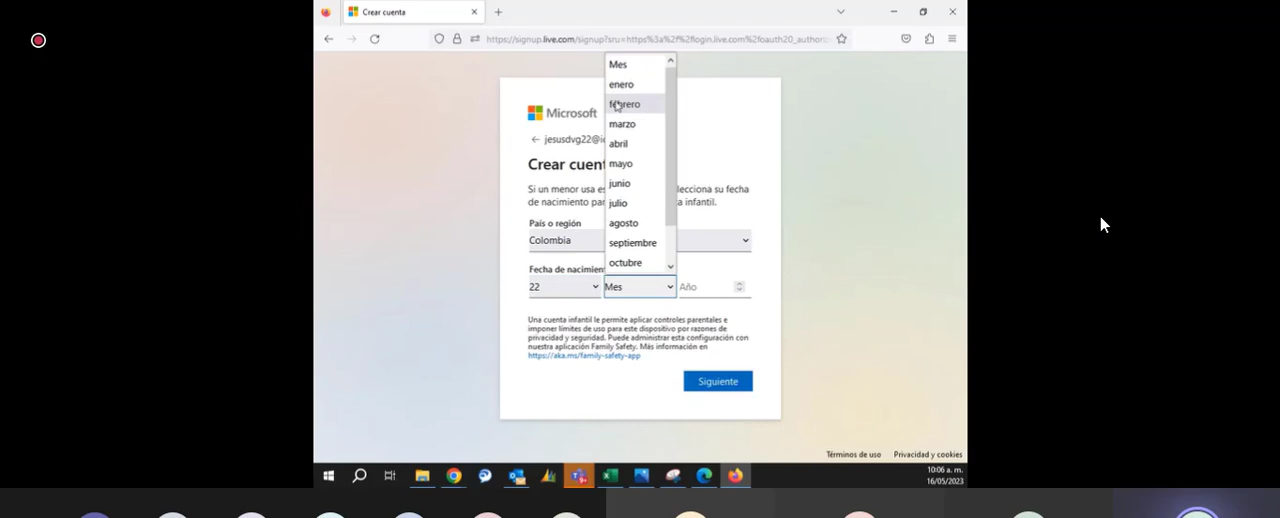 Crear cuenta
https://signup.live.com/signup?sru=https%3a%2f%2flogin.live.com%2foauth20_authori
Microsoft
jesusdvg22@i
Crear cuent
Si un menor usa es
lecciona su fecha
de nacimiento pa
a infantil.
País o región
Colombia
Fecha de nacimien
22
Mes
Año
Mes
enero
febrero
marzo
abril
mayo
junio
julio
agosto
septiembre
octubre
Una cuenta infantil le permite aplicar controles parentales e
imponer límites de uso para este dispositivo por razones de
privacidad y seguridad. Puede administrar esta configuración con
nuestra aplicación Family Safety. Más información en
https://aka.ms/family-safety-app
Siguiente
Términos de uso
Privacidad y cookies
10:06 a. m.
16/05/2023